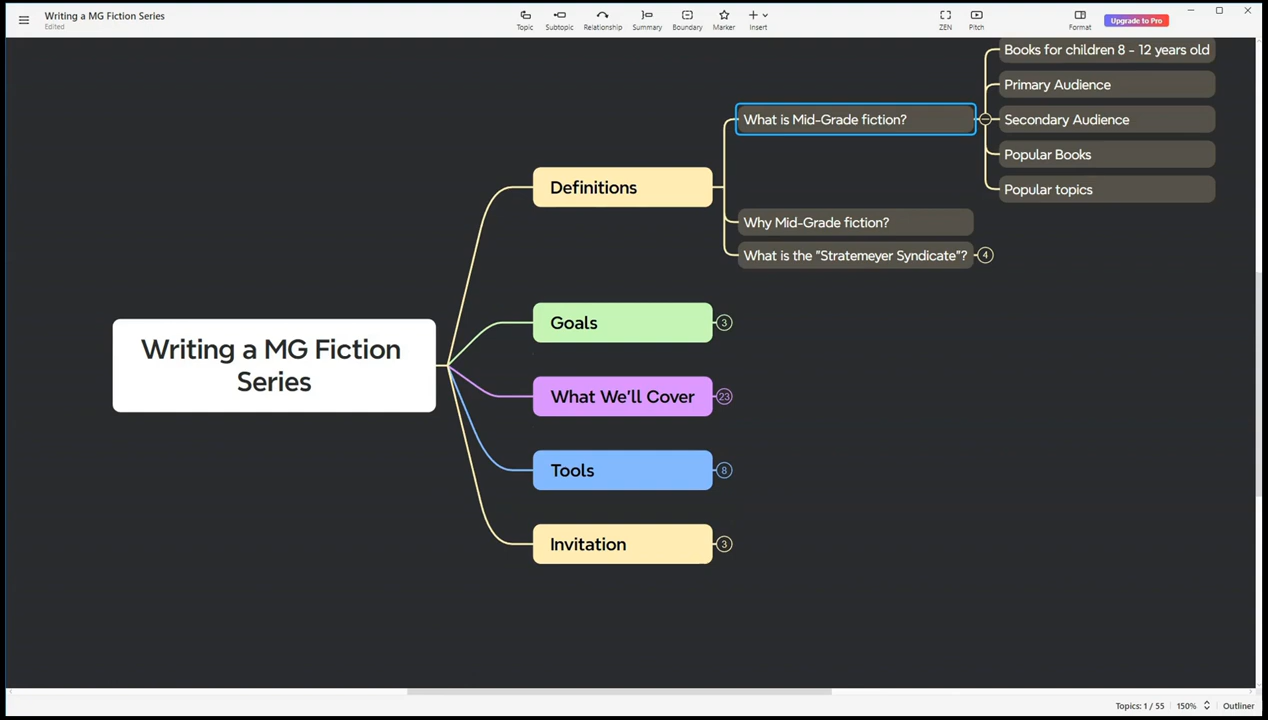 Writing a MG Fiction Series
Edited
Topic
Subtopic
Relationship
Summary
Boundary
Marker
Insert
ZEN
Pitch
Format
Upgrade to Pro
Books for children 8 - 12 years old
Primary Audience
What is Mid-Grade fiction?
Secondary Audience
Popular Books
Popular topics
Definitions
Why Mid-Grade fiction?
What is the "Stratemeyer Syndicate"?
4
Goals
3
Writing a MG Fiction
Series
What We'll Cover
23
Tools
8
Invitation
3
Topics: 1 / 55
150%
Outliner